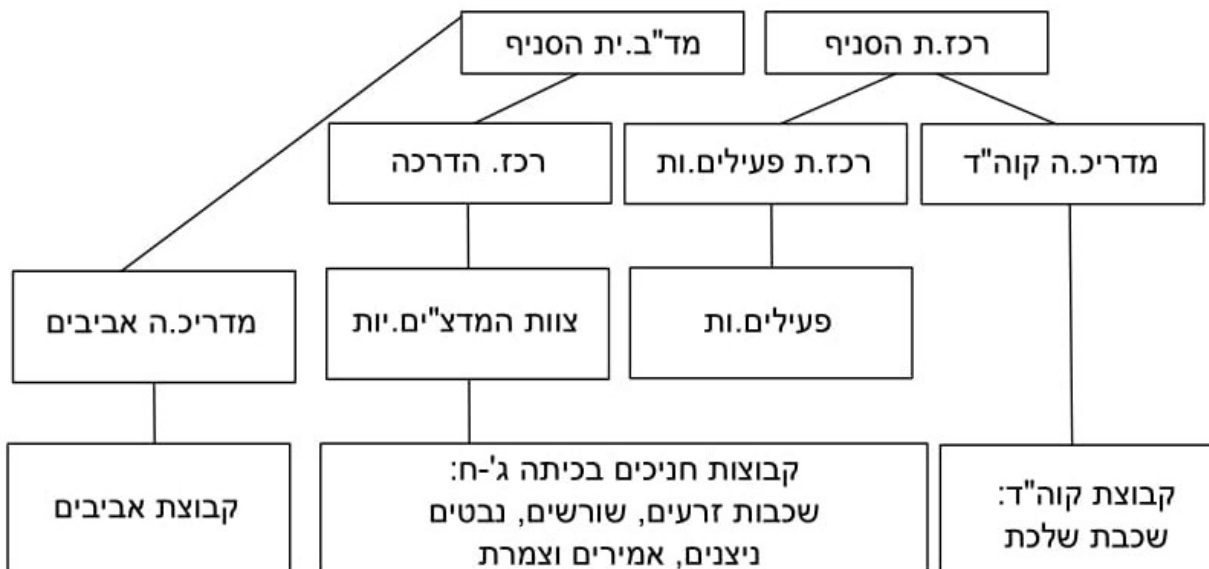 רכז.ת הסניף
מד"ב.ית הסניף
מדריכ.ה קוה"ד
רכז.ת פעילים.ות
רכז. הדרכה
פעילים.ות
צוות המדצ"ים.יות
מדריכ.ה אביבים
קבוצת קוה"ד:
שכבת שלכת
קבוצות חניכים בכיתה ג'-ח:
שכבות זרעים, שורשים, נבטים
ניצנים, אמירים וצמרת
קבוצת אביבים